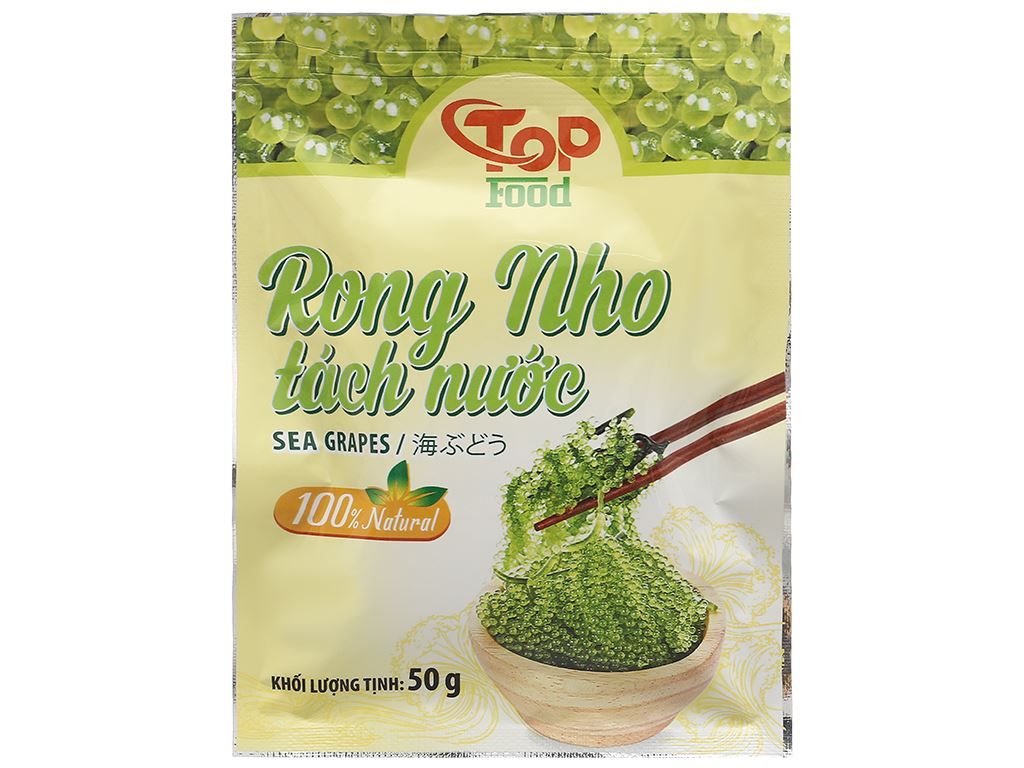 Top
Food
Rong Nho
tách nước
SEA GRAPES / 海ぶどう
100% Natural
KHỐI LƯỢNG TỊNH: 50 g